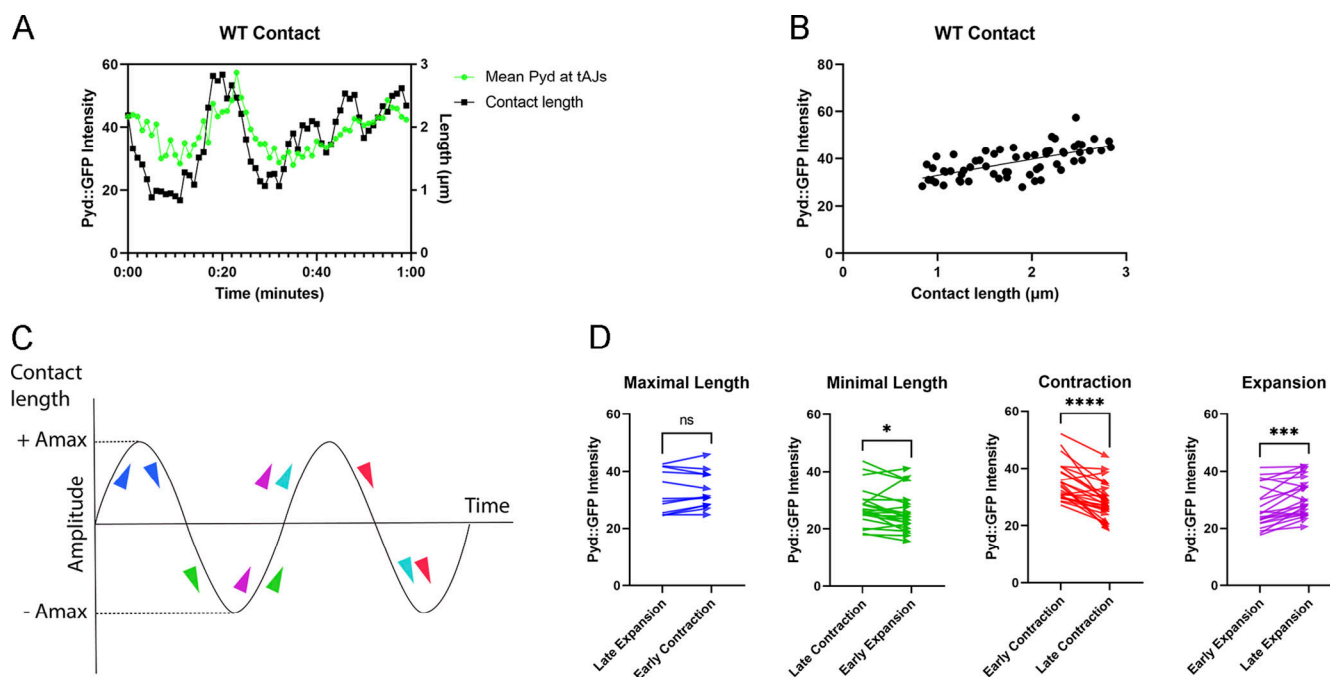 A
WT Contact
Pyd::GFP Intensity
60
40
20
0
3
2
1
0
Length (µm)
0:00
0:20
0:40
1:00
Time (minutes)
Mean Pyd at tAJs
Contact length
B
WT Contact
Pyd::GFP Intensity
80
60
40
20
0
0
1
2
3
Contact length (µm)
C
Contact
length
+ Amax
Amplitude
- Amax
Time
D
Maximal Length
ns
Pyd::GFP Intensity
60
40
20
0
Late Expansion
Early Contraction
Minimal Length
*
Pyd::GFP Intensity
60
40
20
0
Late Contraction
Early Expansion
Contraction
****
Pyd::GFP Intensity
60
40
20
0
Early Contraction
Late Contraction
Expansion
***
Pyd::GFP Intensity
60
40
20
0
Early Expansion
Late Expansion